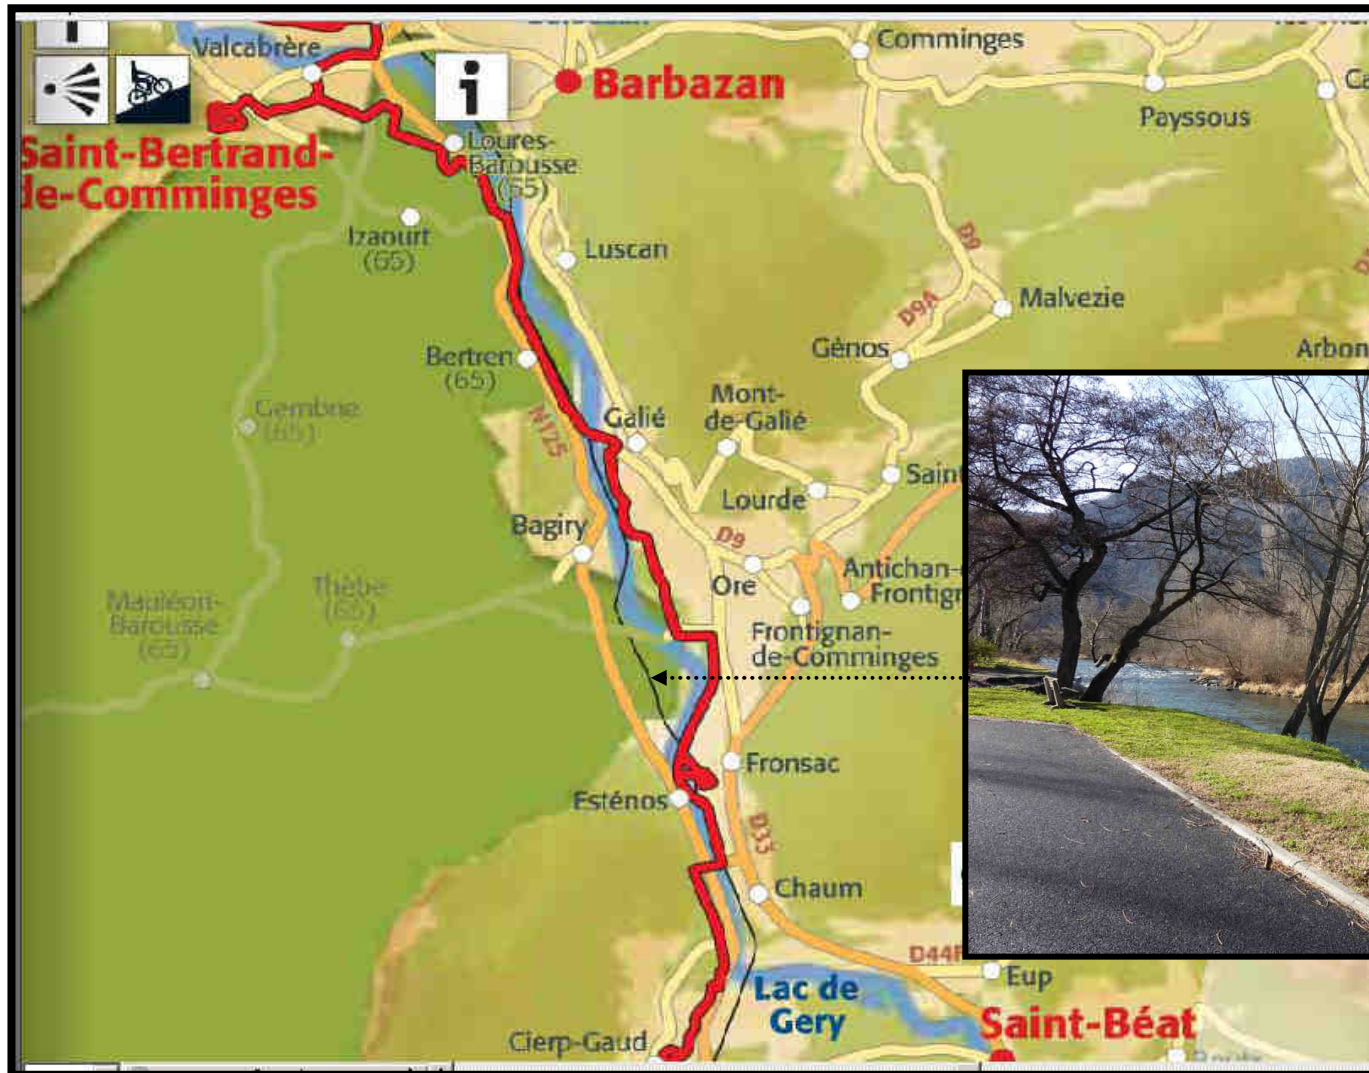 Valcabrère
Comminges
i
Barbazan
Payssous
Saint-Bertrand-
de-Comminges
Loures-
Barousse
(65)
Izaourt
(65)
Luscan
D9
D9A
Malvezie
Génos
Bertren
(65)
Mont-
de-Galié
Galié
Gembrie
(65)
N125
Lourde
Bagiry
D9
Ore
Thèbe
(65)
Mauléon-
Barousse
(65)
Frontignan-
de-Comminges
Fronsac
Esténos
D33
Chaum
D44
Eup
Lac de
Gery
Saint-Béat
Cierp-Gaud